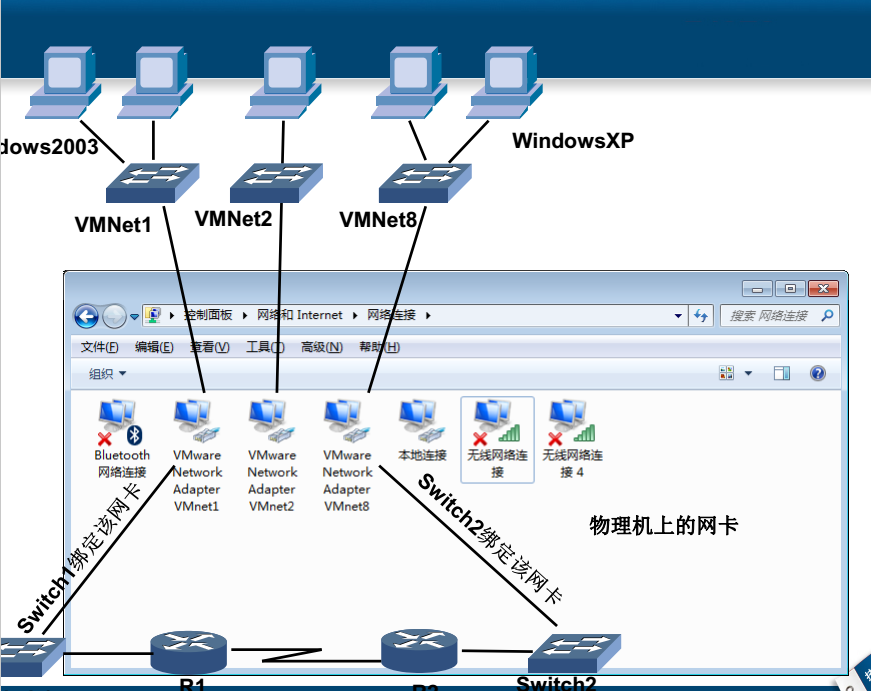 dows2003
WindowsXP
VMNet1
VMNet2
VMNet8
控制面板 网络和 Internet 网络连接
搜索 网络连接
文件(F) 编辑(E) 查看(V) 工具(T) 高级(N) 帮助(H)
组织
Bluetooth
网络连接
VMware
Network
Adapter
VMnet1
VMware
Network
Adapter
VMnet2
VMware
Network
Adapter
VMnet8
本地连接
无线网络连
接
无线网络连
接 4
物理机上的网卡
Switch1绑定该网卡
Switch2绑定该网卡
R1
R2
Switch2